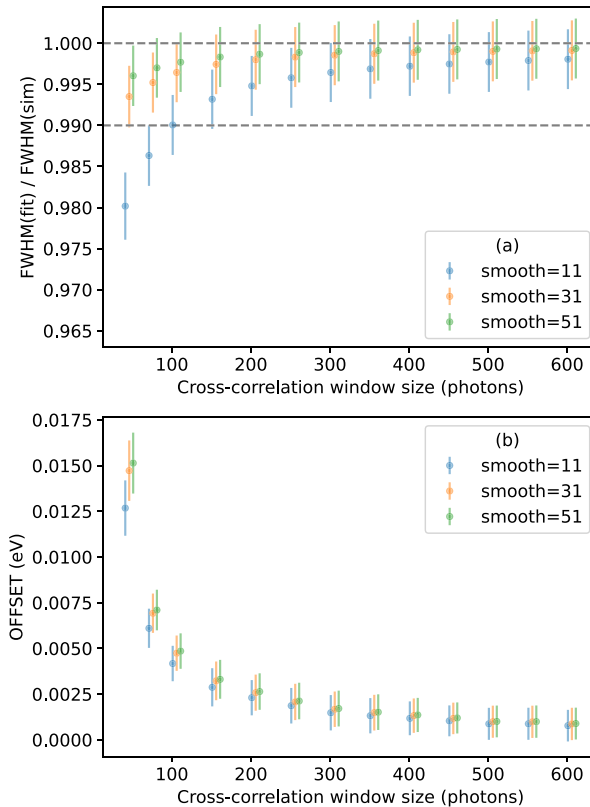 1.000
0.995
0.990
0.985
0.980
0.975
0.970
0.965
FWHM(fit) / FWHM(sim)
(a)
smooth=11
smooth=31
smooth=51
100 200 300 400 500 600
Cross-correlation window size (photons)
0.0175
0.0150
0.0125
0.0100
0.0075
0.0050
0.0025
0.0000
OFFSET (eV)
(b)
smooth=11
smooth=31
smooth=51
100 200 300 400 500 600
Cross-correlation window size (photons)